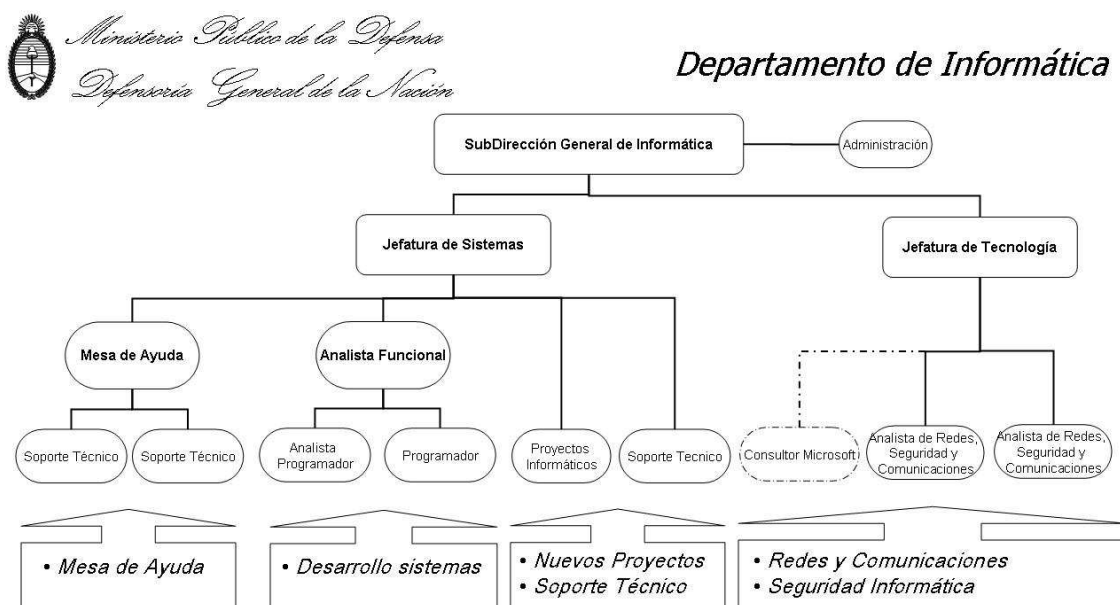 Ministerio Público de la Defensa
Defensoría General de la Nación
Departamento de Informática
SubDirección General de Informática
Administración
Jefatura de Sistemas
Jefatura de Tecnología
Mesa de Ayuda
Analista Funcional
Soporte Técnico
Soporte Técnico
Analista
Programador
Programador
Proyectos
Informáticos
Soporte Tecnico
Consultor Microsoft
Analista de Redes,
Seguridad y
Comunicaciones
Analista de Redes,
Seguridad y
Comunicaciones
• Mesa de Ayuda
• Desarrollo sistemas
• Nuevos Proyectos
• Soporte Técnico
• Redes y Comunicaciones
• Seguridad Informática